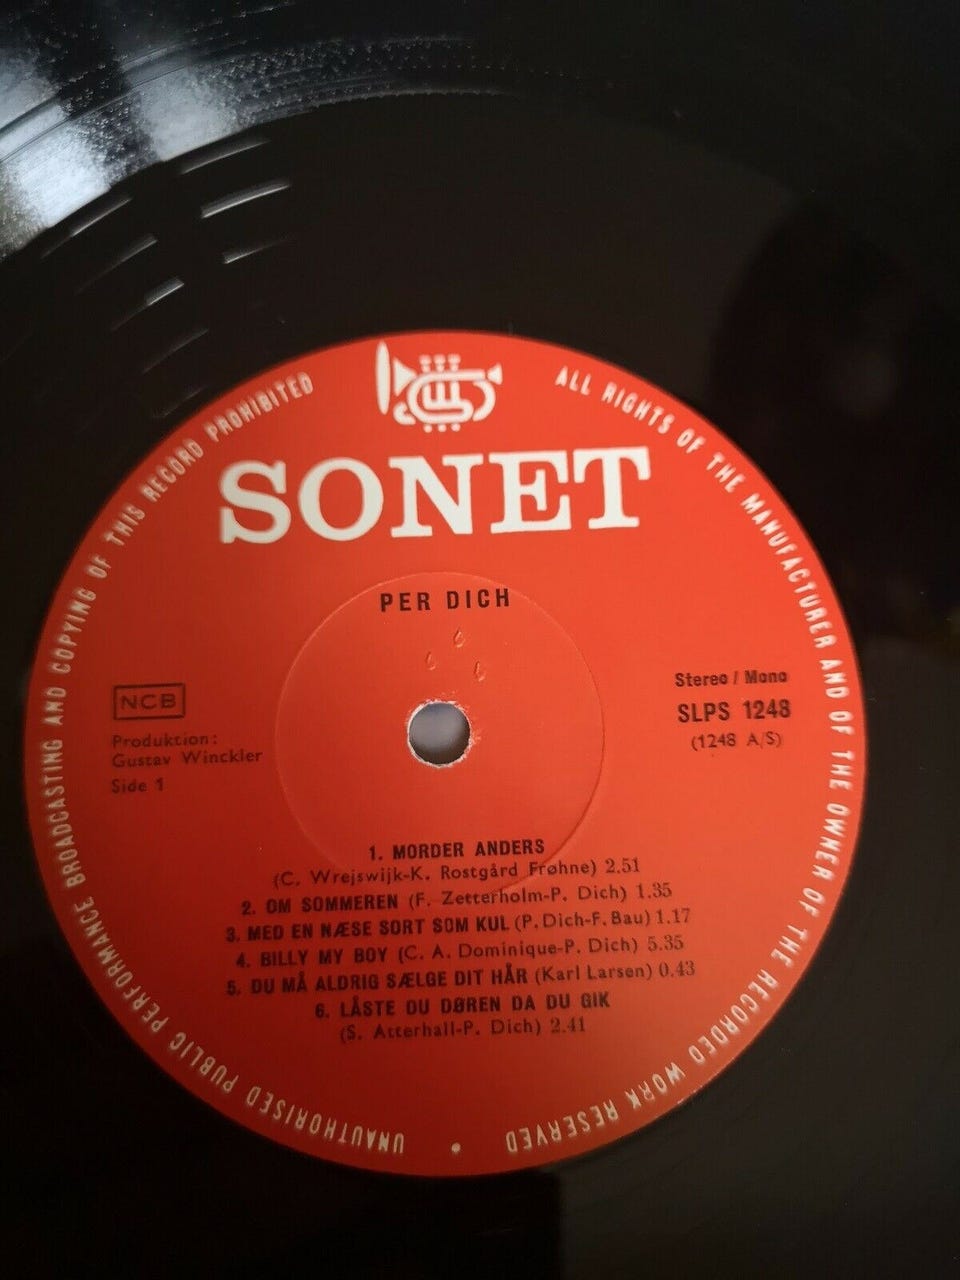 UNAUTHORISED PUBLIC PERFORMANCE BROADCASTING AND COPYING OF THIS RECORD PROHIBITED
ALL RIGHTS OF THE MANUFACTURER AND OF THE OWNER OF THE RECORDED WORK RESERVED
SONET
PER DICH
NCB
Produktion:
Gustav Winckler
Side 1
Stereo / Mono
SLPS 1248
(1248 A/S)
1. MORDER ANDERS
(C. Wrejswijk-K. Rostgård Frøhne) 2.51
2. OM SOMMEREN (F. Zetterholm-P. Dich) 1.35
3. MED EN NÆSE SORT SOM KUL (P. Dich-F. Bau) 1.17
4. BILLY MY BOY (C. A. Dominique-P. Dich) 5.35
5. DU MÅ ALDRIG SÆLGE DIT HÅR (Karl Larsen) 0.43
6. LÅSTE DU DØREN DA DU GIK
(S. Atterhall-P. Dich) 2.41